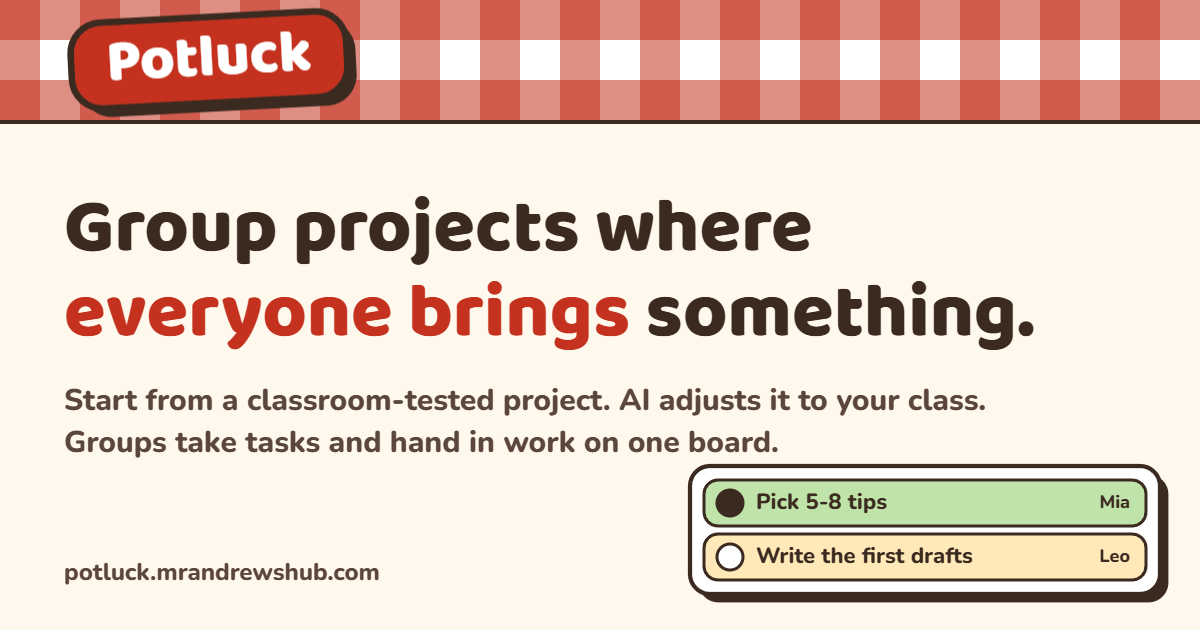 Potluck
Group projects where
everyone brings something.
Start from a classroom-tested project. AI adjusts it to your class.
Groups take tasks and hand in work on one board.
Pick 5-8 tips Mia
Write the first drafts Leo
potluck.mrandrewshub.com